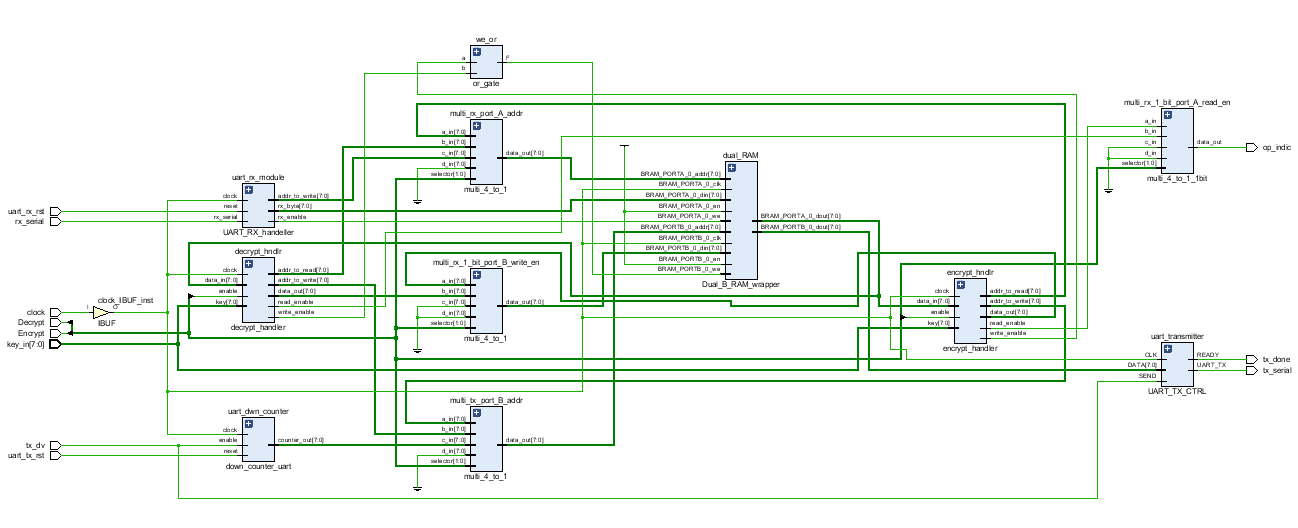 we_or
a
b
or_gate
multi_rx_port_A_addr
a_in[7:0]
b_in[7:0]
c_in[7:0]
d_in[7:0]
selector[1:0]
data_out[7:0]
multi_4_to_1
multi_rx_1_bit_port_A_read_en
a_in
b_in
c_in
d_in
selector[1:0]
data_out
multi_4_to_1_1bit
op_indic
uart_rx_module
clock
reset
rx_serial
addr_to_write[7:0]
rx_byte[7:0]
rx_enable
UART_RX_handeller
uart_rx_rst
rx_serial
dual_RAM
BRAM_PORTA_0_addr[7:0]
BRAM_PORTA_0_clk
BRAM_PORTA_0_din[7:0]
BRAM_PORTA_0_en
BRAM_PORTA_0_we
BRAM_PORTB_0_addr[7:0]
BRAM_PORTB_0_clk
BRAM_PORTB_0_din[7:0]
BRAM_PORTB_0_en
BRAM_PORTB_0_we
BRAM_PORTA_0_dout[7:0]
BRAM_PORTB_0_dout[7:0]
Dual_B_RAM_wrapper
decrypt_hndlr
clock
data_in[7:0]
enable
key[7:0]
addr_to_read[7:0]
addr_to_write[7:0]
data_out[7:0]
read_enable
write_enable
decrypt_handler
multi_rx_1_bit_port_B_write_en
a_in[7:0]
b_in[7:0]
c_in[7:0]
d_in[7:0]
selector[1:0]
data_out[7:0]
multi_4_to_1
encrypt_hndlr
clock
data_in[7:0]
enable
key[7:0]
addr_to_read[7:0]
addr_to_write[7:0]
data_out[7:0]
read_enable
write_enable
encrypt_handler
clock_IBUF_inst
I
O
IBUF
clock
Decrypt
Encrypt
key_in[7:0]
uart_transmitter
CLK
DATA[7:0]
SEND
READY
UART_TX
UART_TX_CTRL
tx_done
tx_serial
uart_dwn_counter
clock
enable
reset
counter_out[7:0]
down_counter_uart
tx_dv
uart_tx_rst
multi_tx_port_B_addr
a_in[7:0]
b_in[7:0]
c_in[7:0]
d_in[7:0]
selector[1:0]
data_out[7:0]
multi_4_to_1